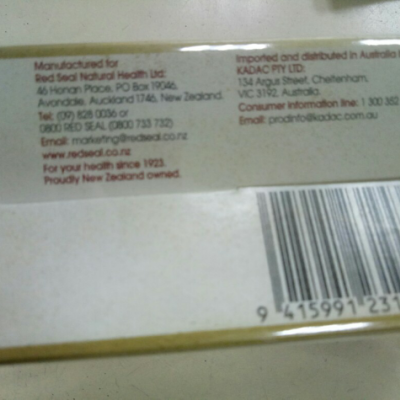 Manufactured for
Red Seal Natural Health Ltd:
46 Honan Place, PO Box 19046,
Avondale, Auckland 1746, New Zealand.
Tel: (09) 828 0036 or
0800 RED SEAL (0800 733 732)
Email: marketing@redseal.co.nz
www.redseal.co.nz
For your health since 1923.
Proudly New Zealand owned.
Imported and distributed in Australia
KADAC PTY LTD:
134 Argus Street, Cheltenham,
VIC 3192, Australia.
Consumer information line: 1 300 352
Email: prodinfo@kadac.com.au
9 415991 231